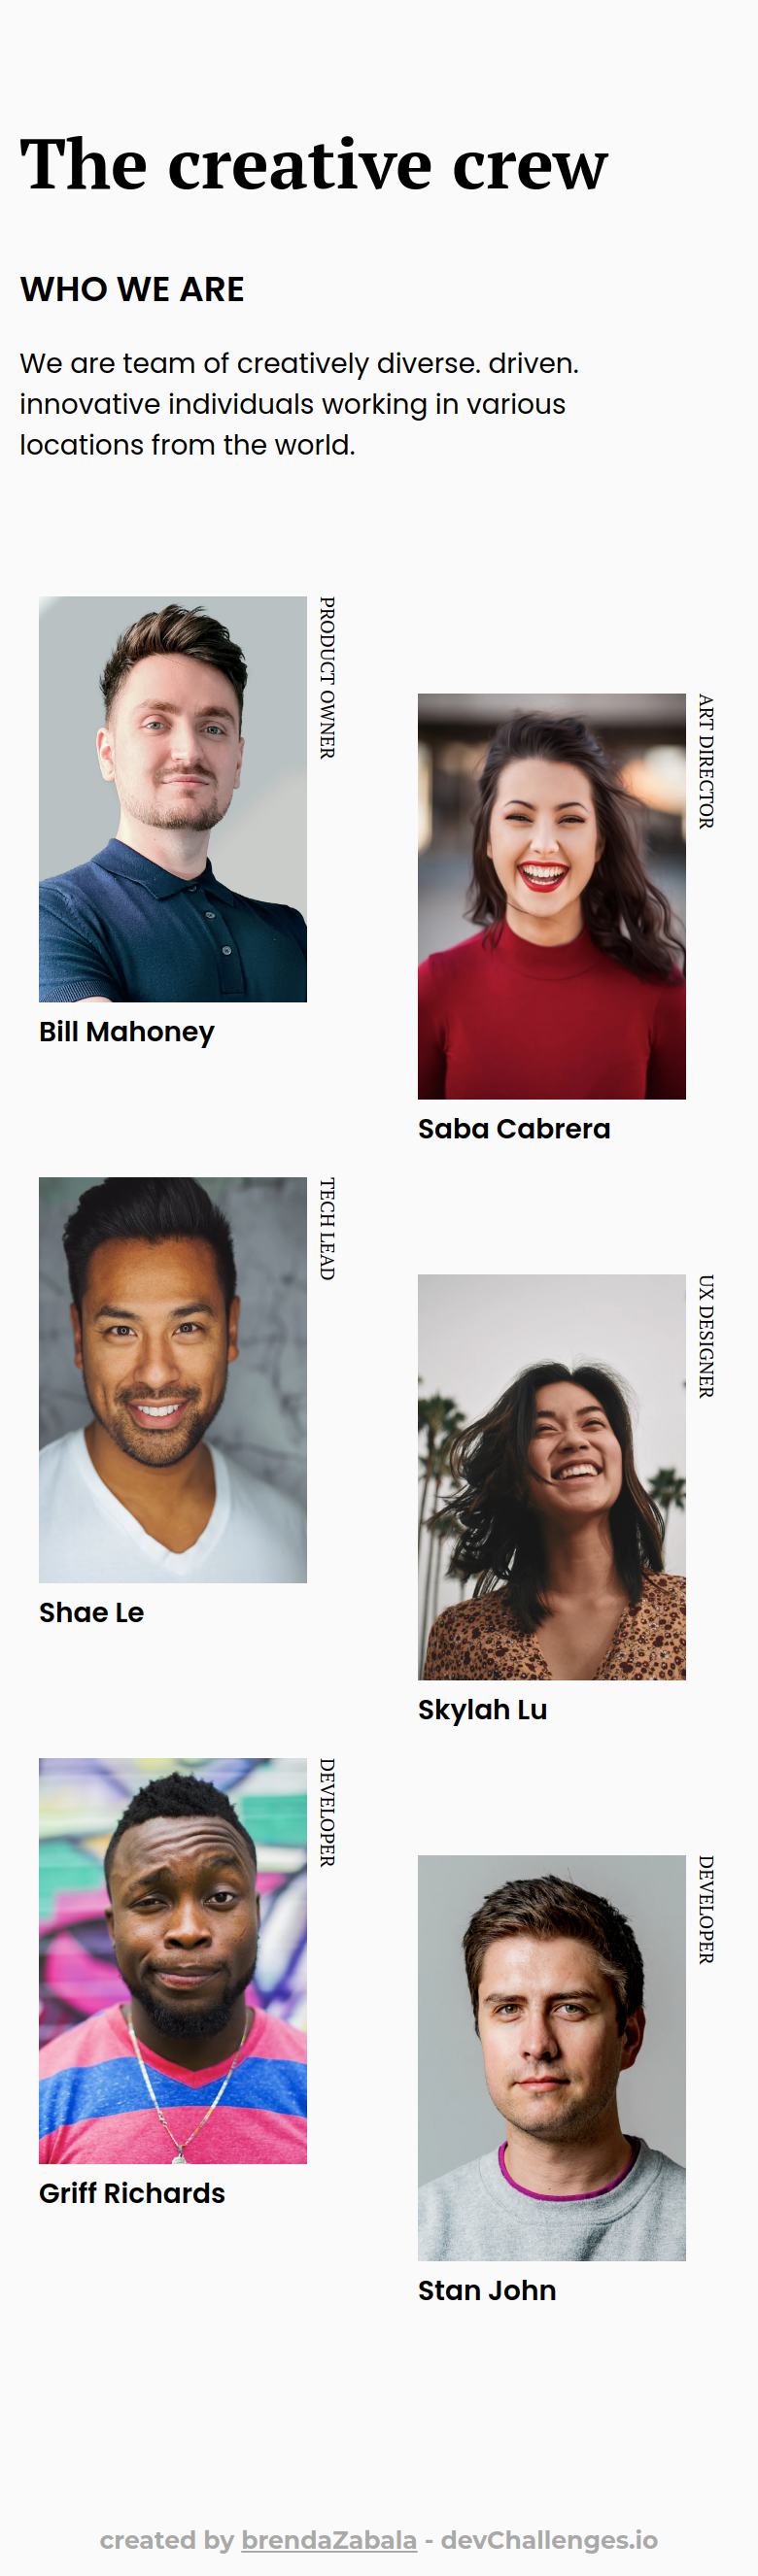 The creative crew
WHO WE ARE
We are team of creatively diverse. driven.
innovative individuals working in various
locations from the world.
PRODUCT OWNER
Bill Mahoney
ART DIRECTOR
Saba Cabrera
TECH LEAD
Shae Le
UX DESIGNER
Skylah Lu
DEVELOPER
Griff Richards
DEVELOPER
Stan John
created by brendaZabala - devChallenges.io